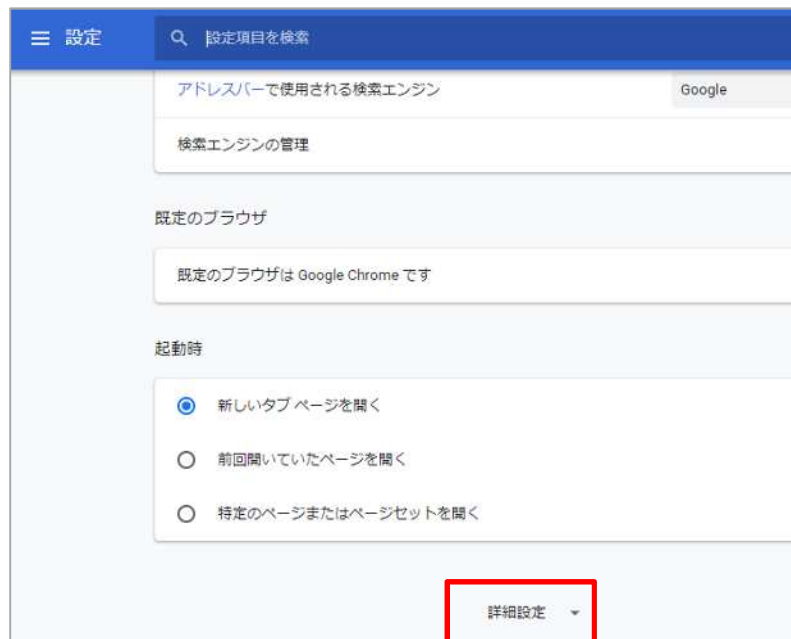 設定
設定項目を検索
アドレスバーで使用される検索エンジン
Google
検索エンジンの管理
既定のブラウザ
既定のブラウザは Google Chrome です
起動時
新しいタブ ページを開く
前回開いていたページを開く
特定のページまたはページセットを開く
詳細設定